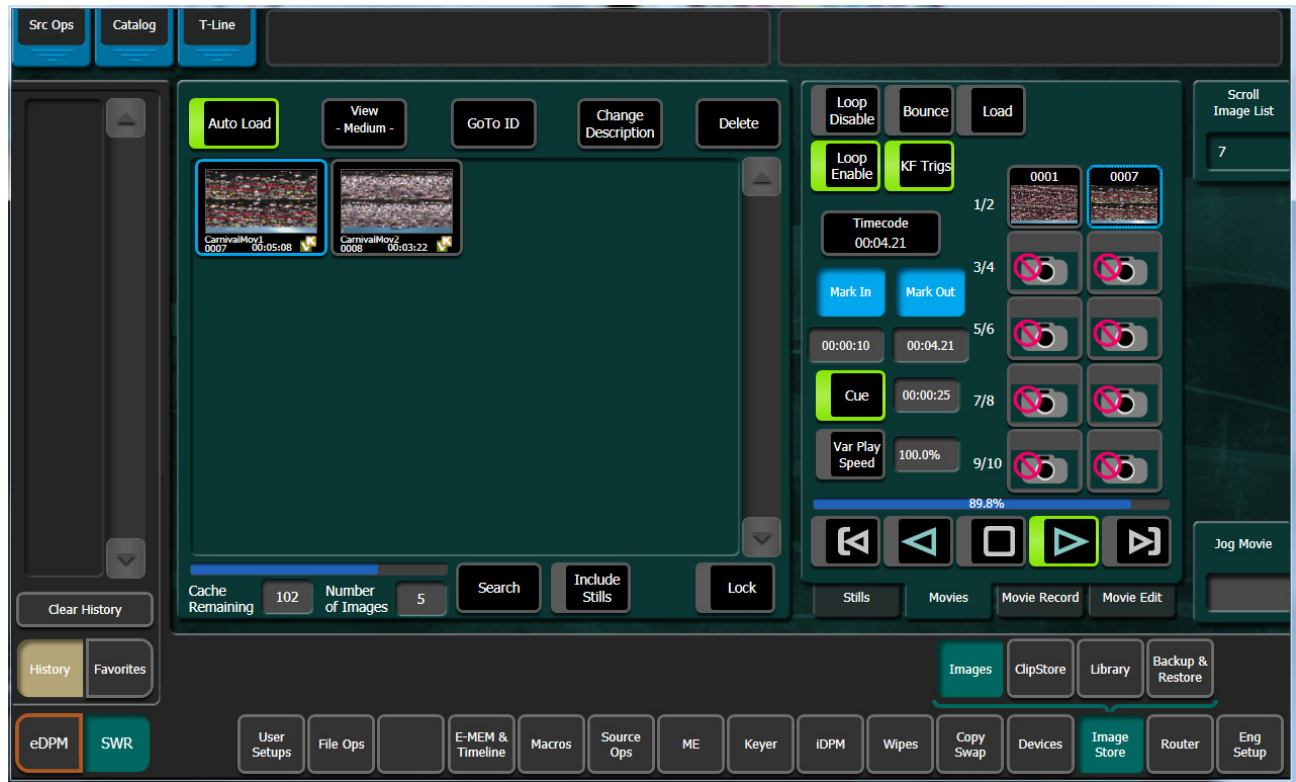 Src Ops
Catalog
T-Line
Auto Load
View
- Medium -
GoTo ID
Change
Description
Delete
CarnivalMov1
0007 00:05:08
CarnivalMov2
0008 00:03:22
Cache
Remaining
102
Number
of Images
5
Search
Include
Stills
Lock
Loop
Disable
Bounce
Load
Loop
Enable
KF Trigs
Timecode
00:04.21
Mark In
Mark Out
00:00:10
00:04.21
Cue
00:00:25
Var Play
Speed
100.0%
0001
0007
1/2
3/4
5/6
7/8
9/10
89.8%
Stills
Movies
Movie Record
Movie Edit
Scroll
Image List
7
Jog Movie
Clear History
History
Favorites
Images
ClipStore
Library
Backup &
Restore
eDPM
SWR
User
Setups
File Ops
E-MEM &
Timeline
Macros
Source
Ops
ME
Keyer
iDPM
Wipes
Copy
Swap
Devices
Image
Store
Router
Eng
Setup